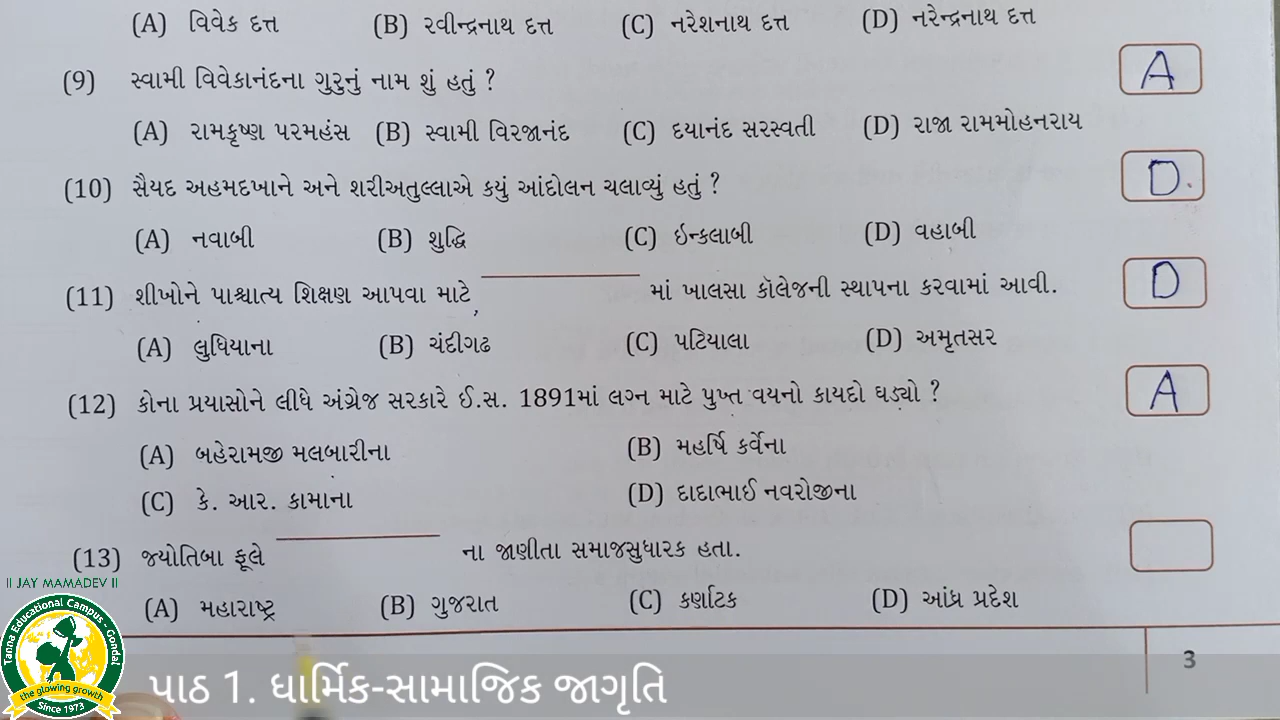 (A) વિવેક દત્ત (B) રવીન્દ્રનાથ દત્ત (C) નરેશનાથ દત્ત (D) નરેન્દ્રનાથ દત્ત
(9) સ્વામી વિવેકાનંદના ગુરુનું નામ શું હતું ? A
(A) રામકૃષ્ણ પરમહંસ (B) સ્વામી વિરજાનંદ (C) દયાનંદ સરસ્વતી (D) રાજા રામમોહનરાય
(10) સૈયદ અહમદખાને અને શરીઅતુલ્લાએ કયું આંદોલન ચલાવ્યું હતું ? D.
(A) નવાબી (B) શુદ્ધિ (C) ઇન્કલાબી (D) વહાબી
(11) શીખોને પાશ્ચાત્ય શિક્ષણ આપવા માટે ________ માં ખાલસા કૉલેજની સ્થાપના કરવામાં આવી. D
(A) લુધિયાના (B) ચંદીગઢ (C) પટિયાલા (D) અમૃતસર
(12) કોના પ્રયાસોને લીધે અંગ્રેજ સરકારે ઈ.સ. 1891માં લગ્ન માટે પુખ્ત વયનો કાયદો ઘડ્યો ? A
(A) બહેરામજી મલબારીના (B) મહર્ષિ કર્વેના
(C) કે. આર. કામાના (D) દાદાભાઈ નવરોજીના
(13) જ્યોતિબા ફૂલે ________ ના જાણીતા સમાજસુધારક હતા.
(A) મહારાષ્ટ્ર (B) ગુજરાત (C) કર્ણાટક (D) આંધ્ર પ્રદેશ
3
|| JAY MAMADEV ||
Tanna Educational Campus - Gondal
the glowing growth
Since 1973
પાઠ 1. ધાર્મિક-સામાજિક જાગૃતિ